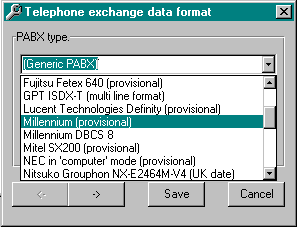 Telephone exchange data format
PABX type.
(Generic PABX)
Fujitsu Fetex 640 (provisional)
GPT ISDX-T (multi line format)
Lucent Technologies Definity (provisional)
Millennium (provisional)
Millennium DBCS 8
Mitel SX200 (provisional)
NEC in 'computer' mode (provisional)
Nitsuko Grouphon NX-E2464M-V4 (UK date)
<- -> Save Cancel